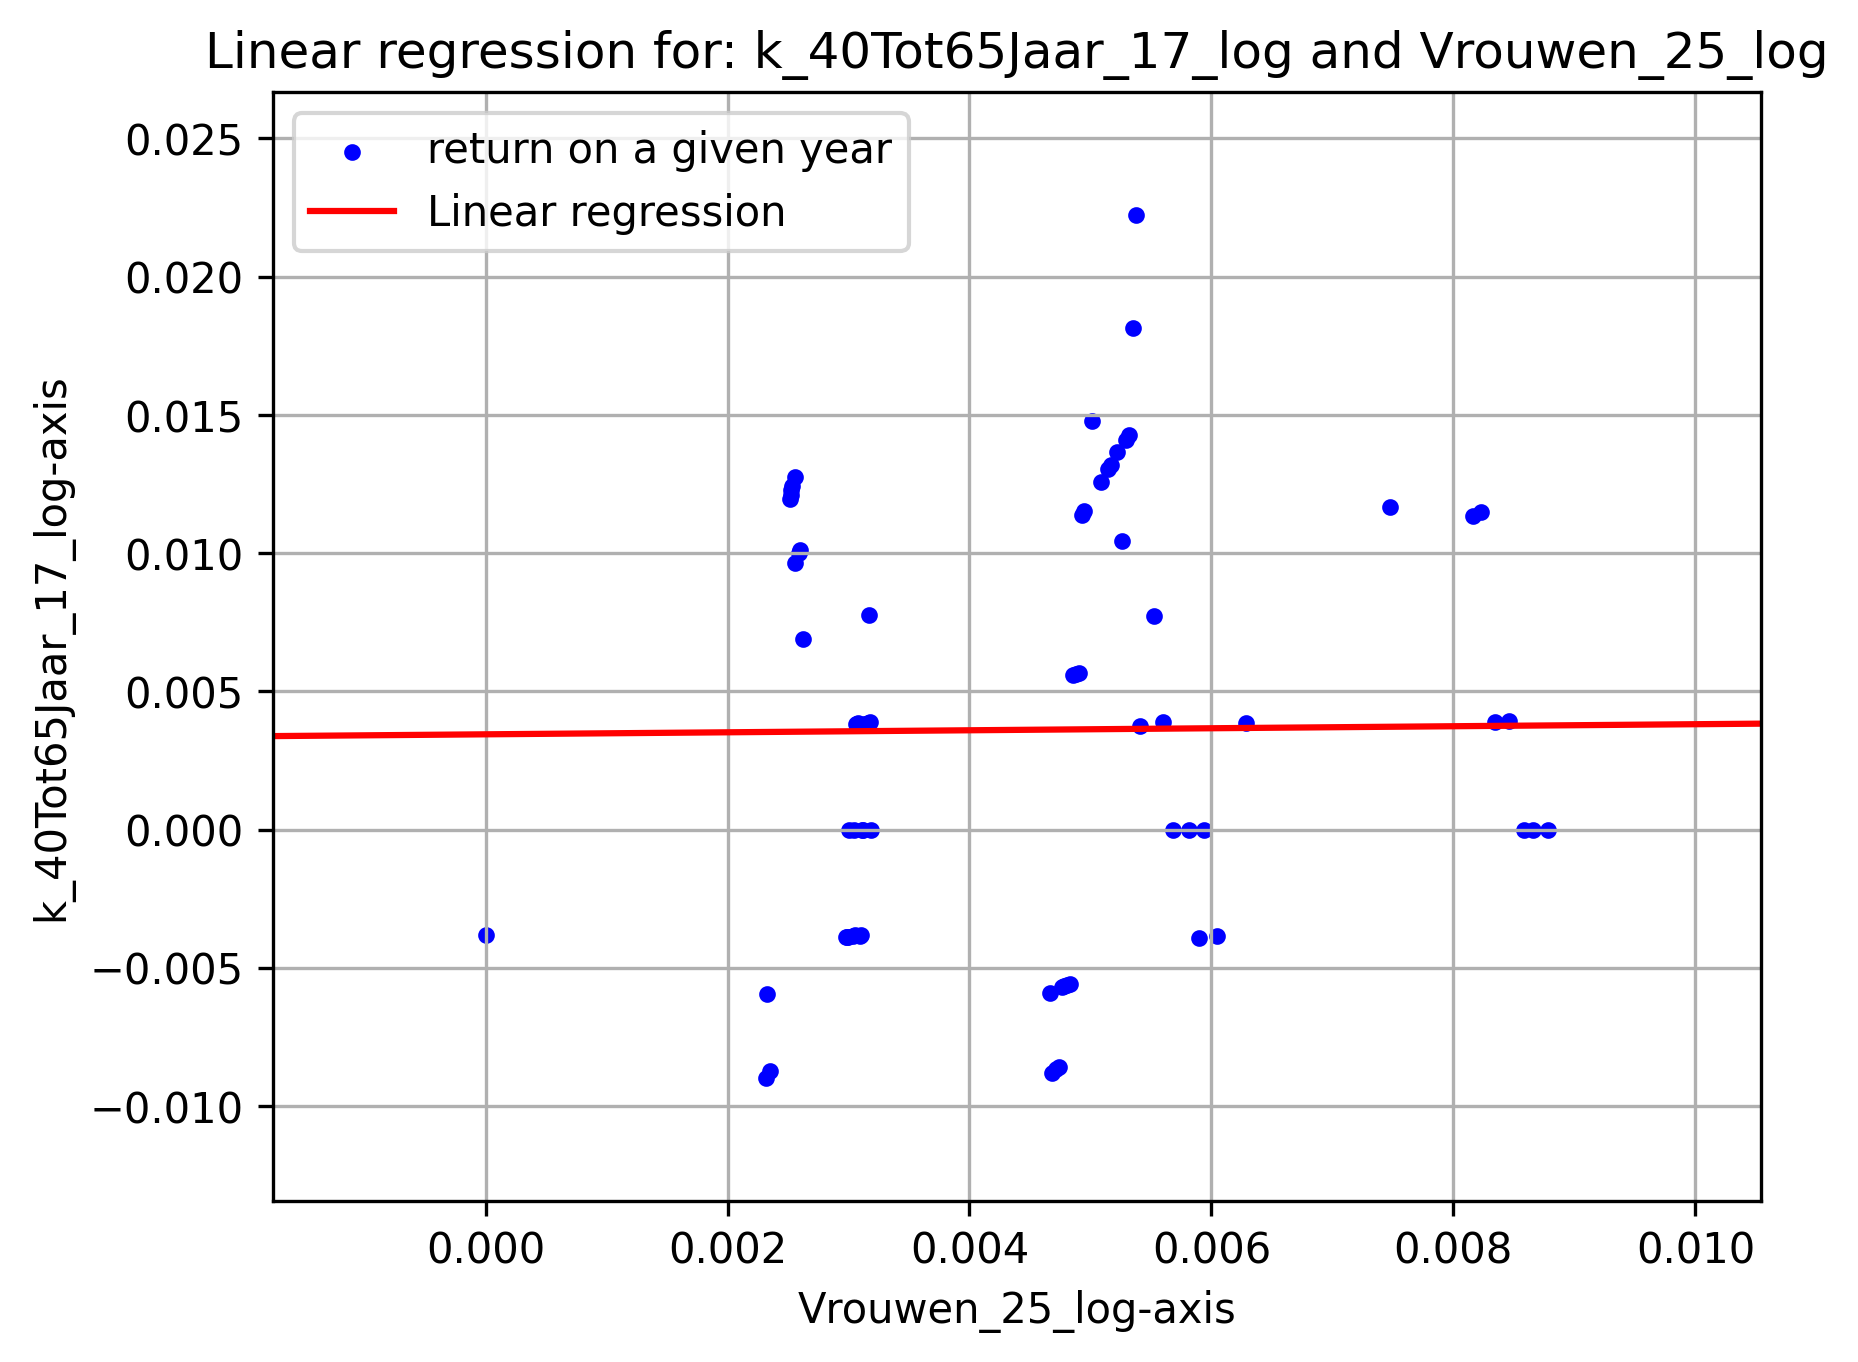 Linear regression for: k_40Tot65Jaar_17_log and Vrouwen_25_log
return on a given year
Linear regression
0.025
0.020
0.015
0.010
0.005
0.000
−0.005
−0.010
k_40Tot65Jaar_17_log-axis
0.000 0.002 0.004 0.006 0.008 0.010
Vrouwen_25_log-axis